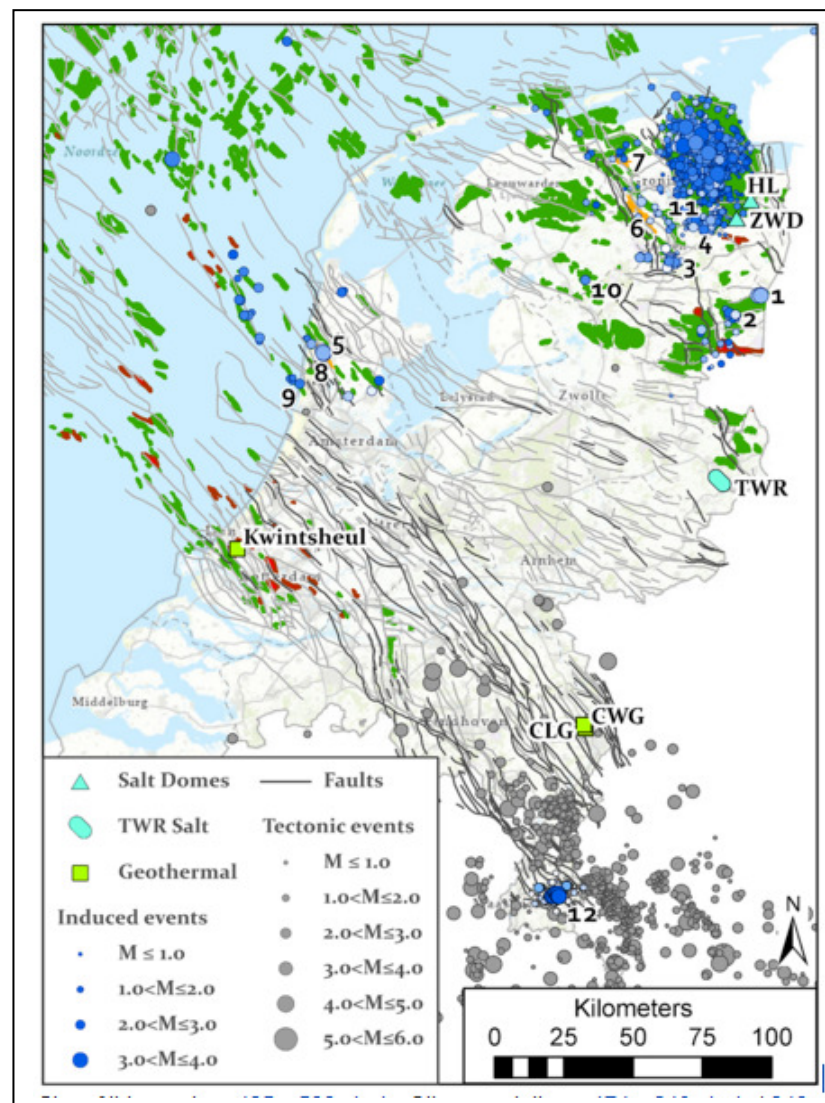 Noordzee
Leeuwarden
7
HL
11
ZWD
6
4
3
10
1
2
5
8
9
Lelystad
Zwolle
Amsterdam
TWR
Kwintsheul
Arnhem
Middelburg
CWG
CLG
12
N
Salt Domes
Faults
TWR Salt
Tectonic events
Geothermal
M ≤ 1.0
1.0<M≤2.0
Induced events
2.0<M≤3.0
M ≤ 1.0
3.0<M≤4.0
1.0<M≤2.0
4.0<M≤5.0
2.0<M≤3.0
5.0<M≤6.0
3.0<M≤4.0
Kilometers
0 25 50 75 100